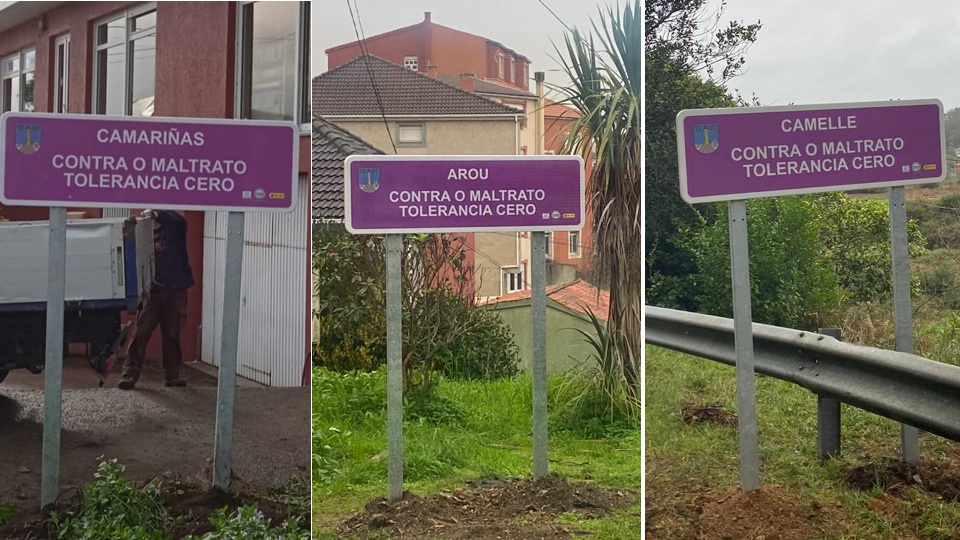 CAMARIÑAS
CONTRA O MALTRATO
TOLERANCIA CERO
AROU
CONTRA O MALTRATO
TOLERANCIA CERO
CAMELLE
CONTRA O MALTRATO
TOLERANCIA CERO